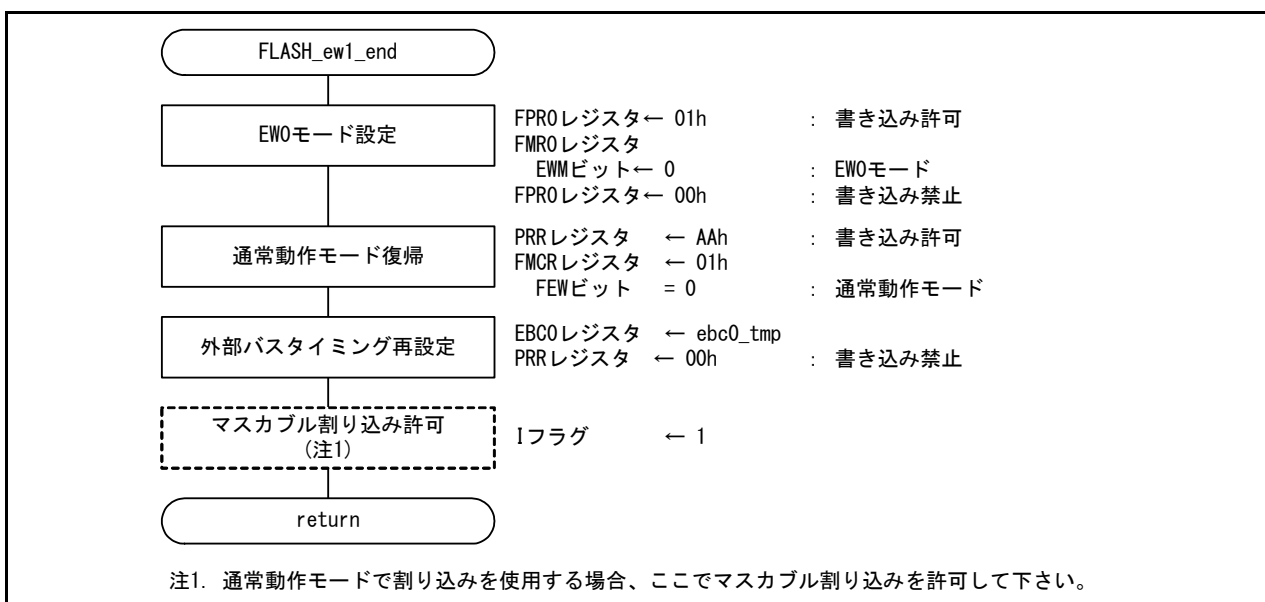 FLASH_ew1_end
EW0モード設定
FPR0レジスタ← 01h : 書き込み許可
FMR0レジスタ
EWMビット← 0 : EW0モード
FPR0レジスタ← 00h : 書き込み禁止
通常動作モード復帰
PRRレジスタ ← AAh : 書き込み許可
FMCRレジスタ ← 01h
FEWビット = 0 : 通常動作モード
外部バスタイミング再設定
EBC0レジスタ ← ebc0_tmp
PRRレジスタ ← 00h : 書き込み禁止
マスカブル割り込み許可
(注1)
Iフラグ ← 1
return
注1. 通常動作モードで割り込みを使用する場合、ここでマスカブル割り込みを許可して下さい。